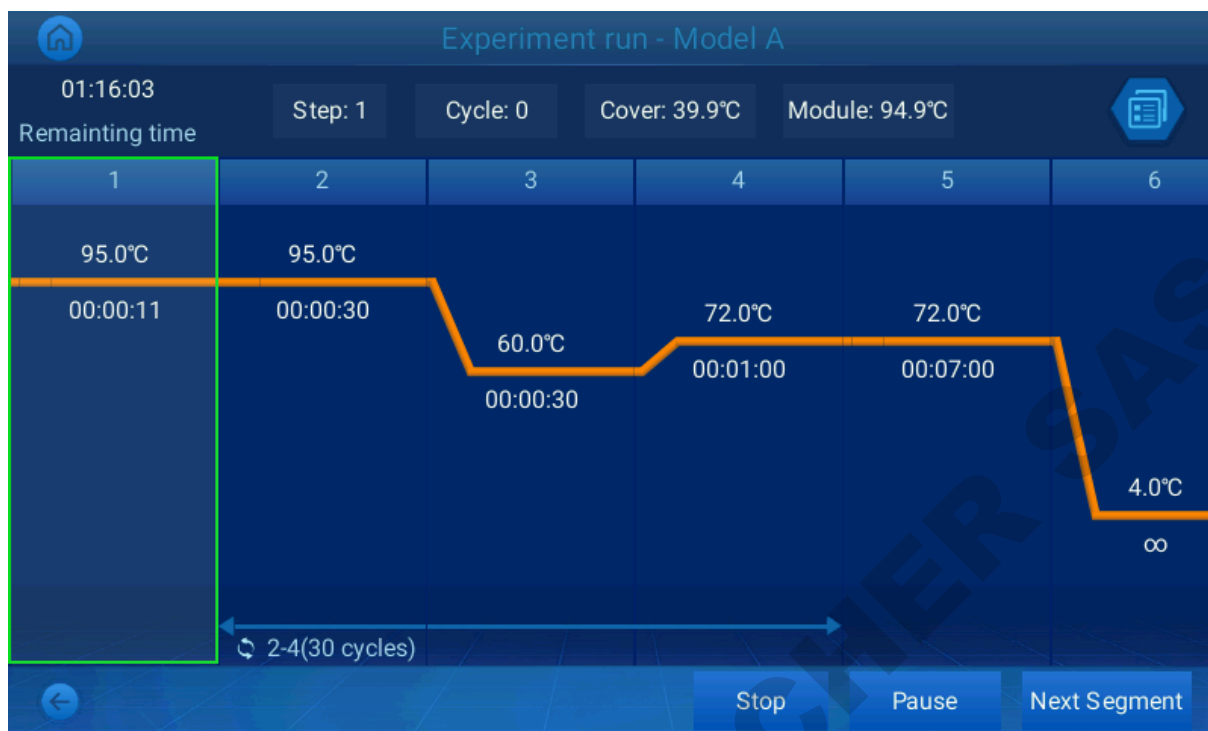 Experiment run - Model A
01:16:03
Remainting time
Step: 1
Cycle: 0
Cover: 39.9℃
Module: 94.9℃
1
2
3
4
5
6
95.0℃
00:00:11
95.0℃
00:00:30
60.0℃
00:00:30
72.0℃
00:01:00
72.0℃
00:07:00
4.0℃
∞
2-4(30 cycles)
Stop
Pause
Next Segment
CHER SAS